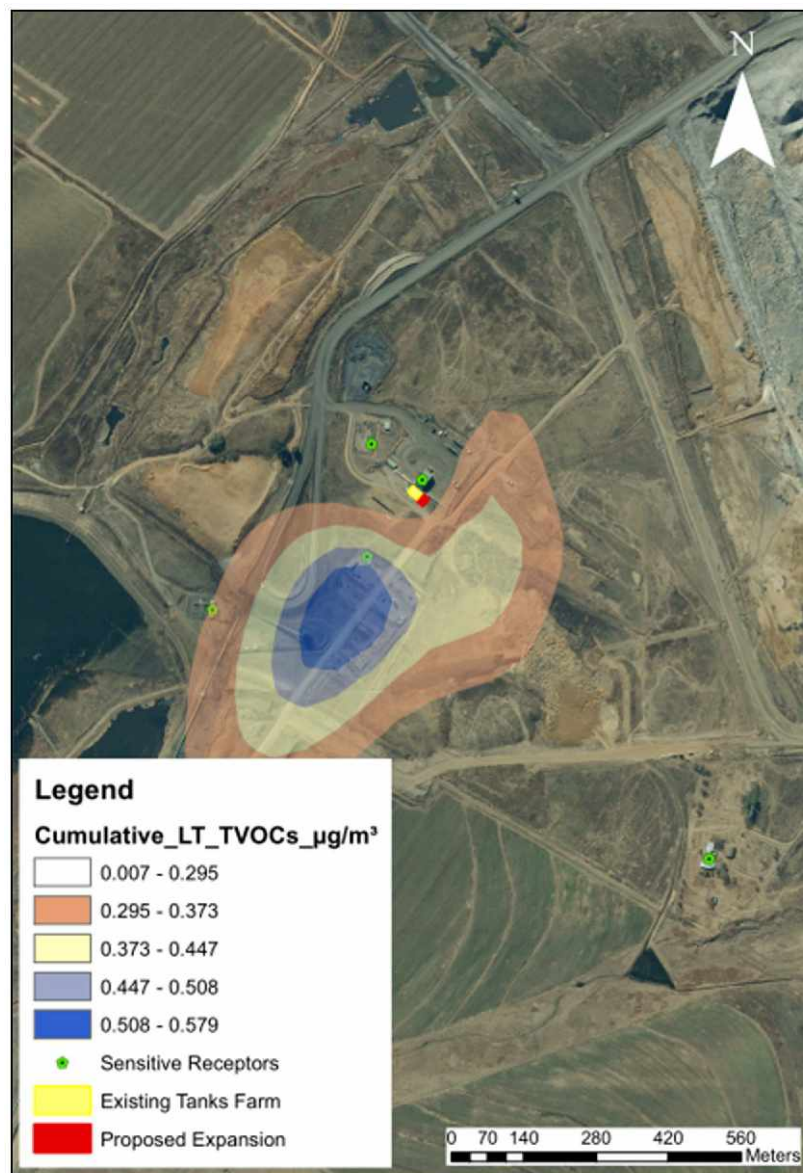 N
Legend
Cumulative_LT_TVOCs_µg/m³
0.007 - 0.295
0.295 - 0.373
0.373 - 0.447
0.447 - 0.508
0.508 - 0.579
Sensitive Receptors
Existing Tanks Farm
Proposed Expansion
0 70 140 280 420 560
Meters